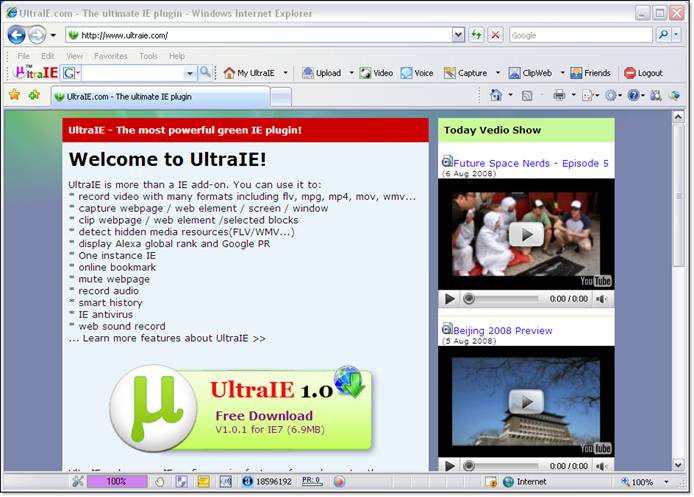 UltraIE.com - The ultimate IE plugin - Windows Internet Explorer
http://www.ultraie.com/
Google
File Edit View Favorites Tools Help
µltraIE TM G My UltraIE Upload Video Voice Capture ClipWeb Friends Logout
UltraIE.com - The ultimate IE plugin
UltraIE - The most powerful green IE plugin!
Welcome to UltraIE!
UltraIE is more than a IE add-on. You can use it to:
* record video with many formats including flv, mpg, mp4, mov, wmv...
* capture webpage / web element / screen / window
* clip webpage / web element /selected blocks
* detect hidden media resources(FLV/WMV...)
* display Alexa global rank and Google PR
* One instance IE
* online bookmark
* mute webpage
* record audio
* smart history
* IE antivirus
* web sound record
... Learn more features about UltraIE >>
µ
UltraIE 1.0
Free Download
V1.0.1 for IE7 (6.9MB)
Today Vedio Show
Future Space Nerds - Episode 5
(6 Aug 2008)
YouTube
0:00 / 0:00
Beijing 2008 Preview
(5 Aug 2008)
YouTube
0:00 / 0:00
100% 18596192 PR: 0 Internet 100%